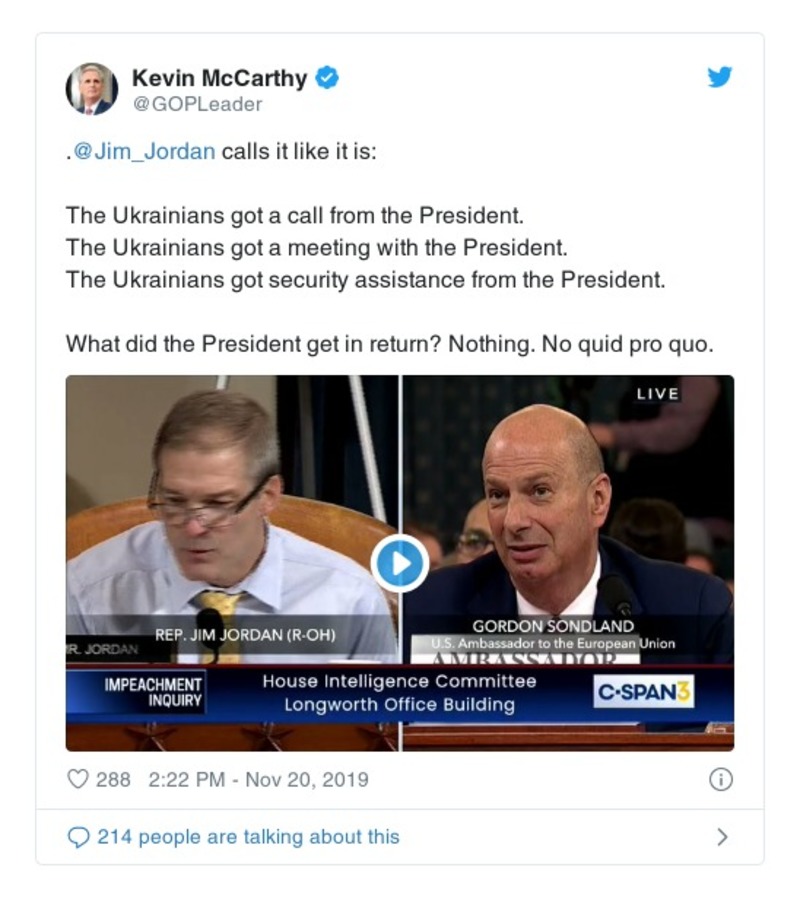 Kevin McCarthy
@GOPLeader
.@Jim_Jordan calls it like it is:
The Ukrainians got a call from the President.
The Ukrainians got a meeting with the President.
The Ukrainians got security assistance from the President.
What did the President get in return? Nothing. No quid pro quo.
LIVE
REP. JIM JORDAN (R-OH)
R. JORDAN
GORDON SONDLAND
U.S. Ambassador to the European Union
AMBASSADOR
IMPEACHMENT
INQUIRY
House Intelligence Committee
Longworth Office Building
C-SPAN3
288 2:22 PM - Nov 20, 2019
214 people are talking about this